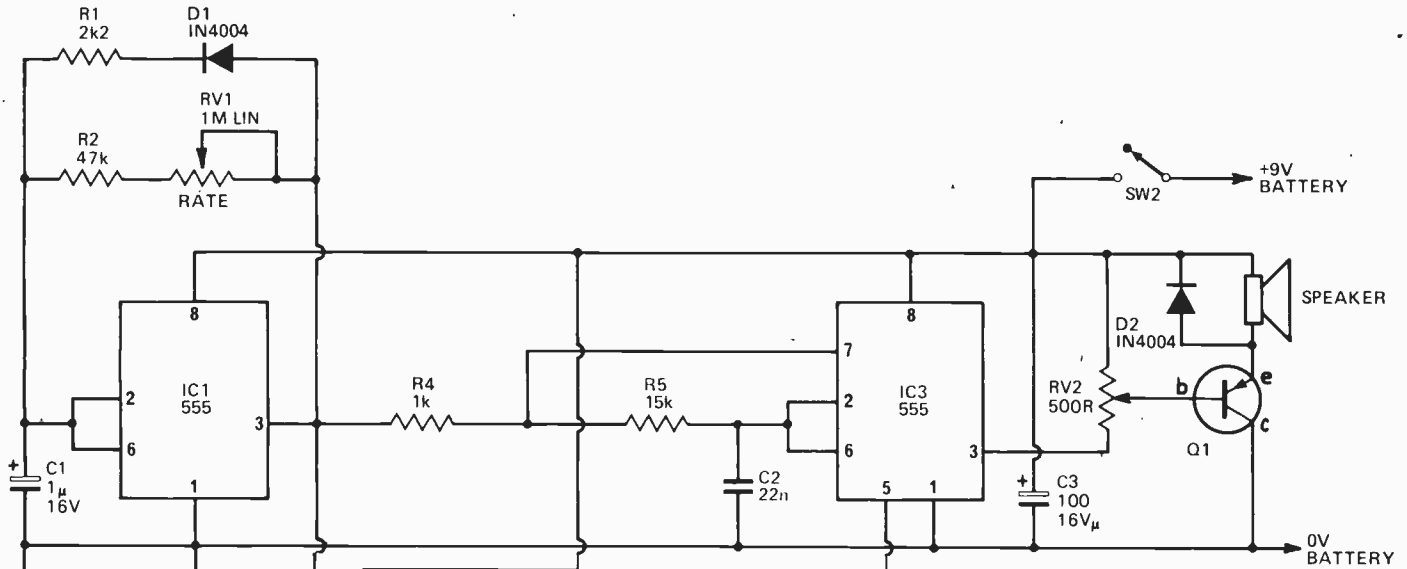 R1
2k2
D1
IN4004
RV1
1M LIN
R2
47k
RATE
+9V
BATTERY
SW2
8
IC1
555
2
6
3
1
+
C1
1µ
16V
R4
1k
R5
15k
C2
22n
8
7
IC3
555
2
6
3
5
1
+
C3
100
16Vµ
D2
IN4004
RV2
500R
SPEAKER
b
e
c
Q1
0V
BATTERY